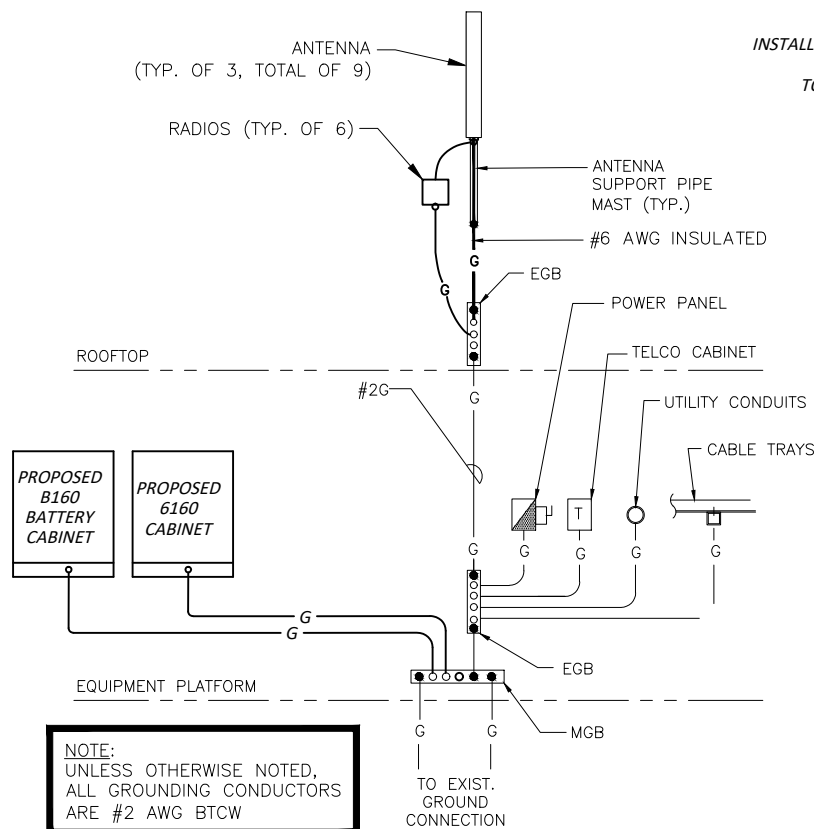 ANTENNA
(TYP. OF 3, TOTAL OF 9)
INSTALL
TO
RADIOS (TYP. OF 6)
ANTENNA
SUPPORT PIPE
MAST (TYP.)
#6 AWG INSULATED
G
G
EGB
POWER PANEL
ROOFTOP
TELCO CABINET
#2G
G
UTILITY CONDUITS
CABLE TRAYS
PROPOSED
B160
BATTERY
CABINET
PROPOSED
6160
CABINET
T
G
G
G
G
G
G
G
EGB
EQUIPMENT PLATFORM
G
G
MGB
NOTE:
UNLESS OTHERWISE NOTED,
ALL GROUNDING CONDUCTORS
ARE #2 AWG BTCW
TO EXIST.
GROUND
CONNECTION